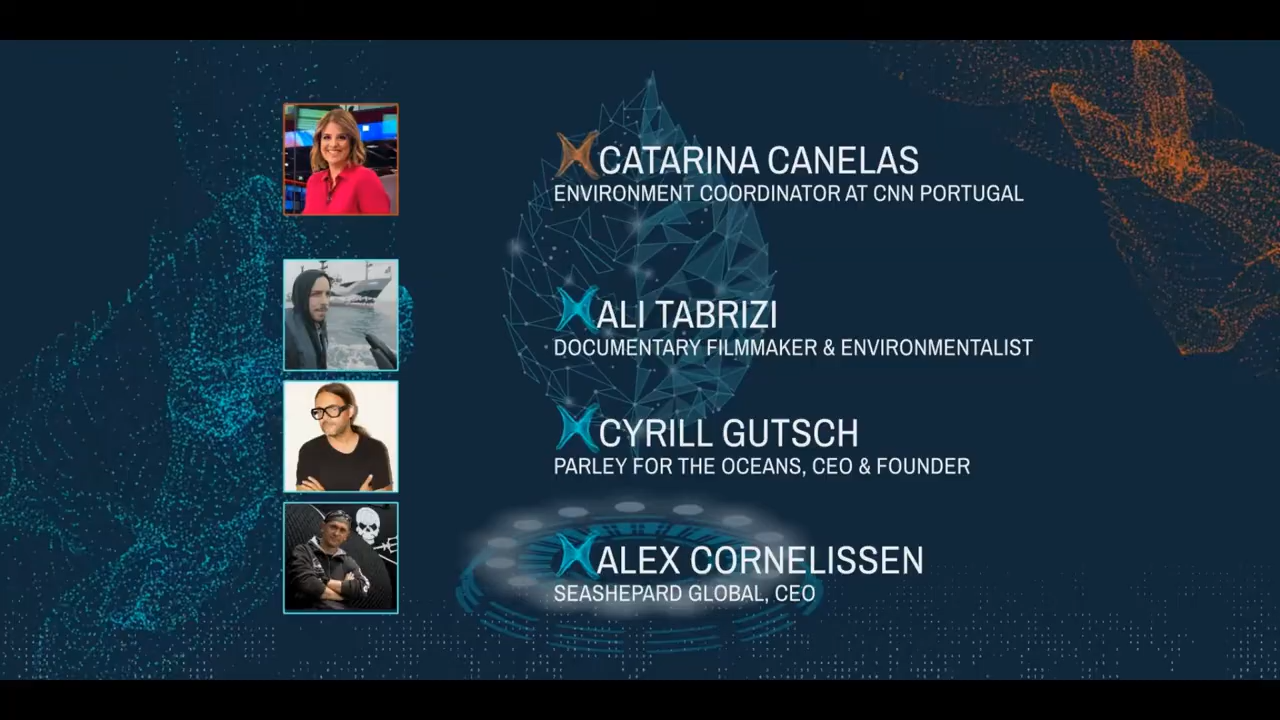 CATARINA CANELAS
ENVIRONMENT COORDINATOR AT CNN PORTUGAL
ALI TABRIZI
DOCUMENTARY FILMMAKER & ENVIRONMENTALIST
CYRILL GUTSCH
PARLEY FOR THE OCEANS, CEO & FOUNDER
ALEX CORNELISSEN
SEASHEPARD GLOBAL, CEO